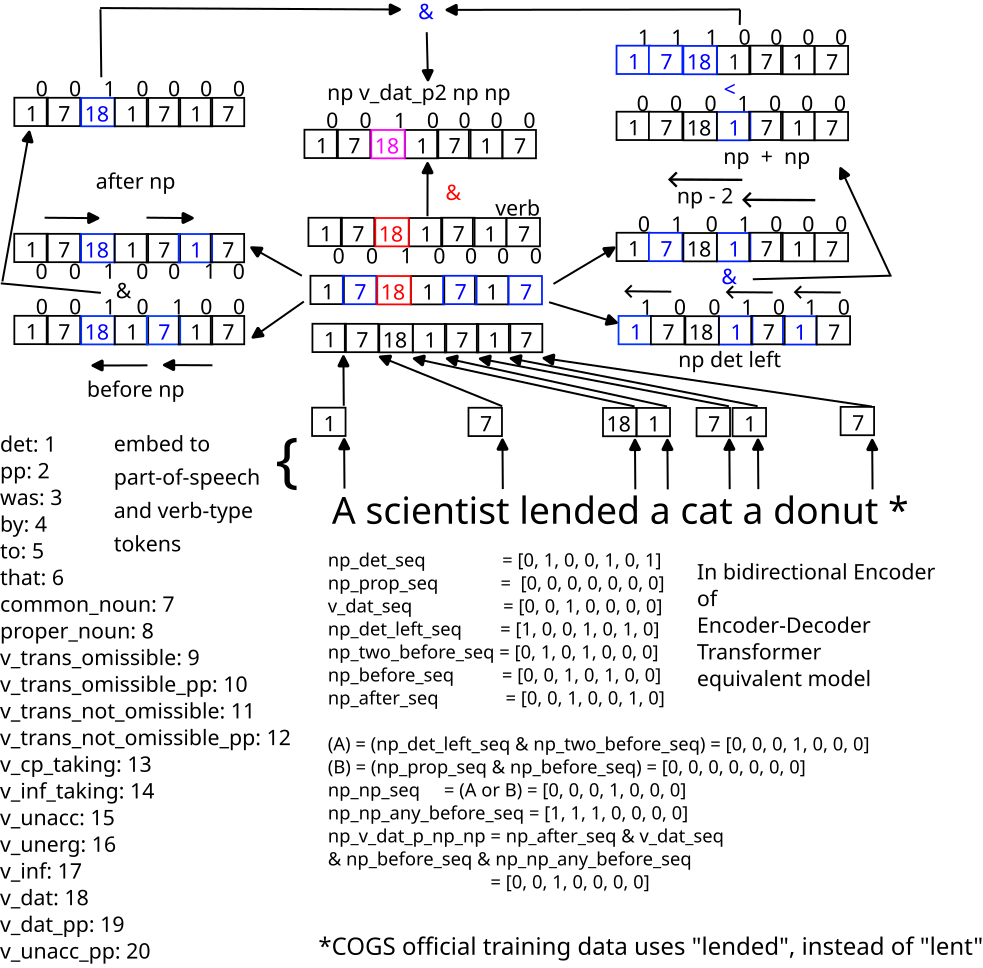 &
0 0 1 0 0 0 0
1 7 18 1 7 1 7
after np
1 7 18 1 7 1 7
0 0 1 0 0 1 0
&
0 0 1 0 1 0 0
1 7 18 1 7 1 7
before np
np v_dat_p2 np np
0 0 1 0 0 0 0
1 7 18 1 7 1 7
&
verb
1 7 18 1 7 1 7
0 0 1 0 0 0 0
1 7 18 1 7 1 7
1 7 18 1 7 1 7
1 1 1 0 0 0 0
1 7 18 1 7 1 7
<
0 0 0 1 0 0 0
1 7 18 1 7 1 7
np + np
np - 2
0 1 0 1 0 0 0
1 7 18 1 7 1 7
&
1 0 0 1 0 1 0
1 7 18 1 7 1 7
np det left
1 7 18 1 7 1 7
A scientist lended a cat a donut *
embed to
part-of-speech
and verb-type
tokens
{
det: 1
pp: 2
was: 3
by: 4
to: 5
that: 6
common_noun: 7
proper_noun: 8
v_trans_omissible: 9
v_trans_omissible_pp: 10
v_trans_not_omissible: 11
v_trans_not_omissible_pp: 12
v_cp_taking: 13
v_inf_taking: 14
v_unacc: 15
v_unerg: 16
v_inf: 17
v_dat: 18
v_dat_pp: 19
v_unacc_pp: 20
np_det_seq = [0, 1, 0, 0, 1, 0, 1]
np_prop_seq = [0, 0, 0, 0, 0, 0, 0]
v_dat_seq = [0, 0, 1, 0, 0, 0, 0]
np_det_left_seq = [1, 0, 0, 1, 0, 1, 0]
np_two_before_seq = [0, 1, 0, 1, 0, 0, 0]
np_before_seq = [0, 0, 1, 0, 1, 0, 0]
np_after_seq = [0, 0, 1, 0, 0, 1, 0]
In bidirectional Encoder
of
Encoder-Decoder
Transformer
equivalent model
(A) = (np_det_left_seq & np_two_before_seq) = [0, 0, 0, 1, 0, 0, 0]
(B) = (np_prop_seq & np_before_seq) = [0, 0, 0, 0, 0, 0, 0]
np_np_seq = (A or B) = [0, 0, 0, 1, 0, 0, 0]
np_np_any_before_seq = [1, 1, 1, 0, 0, 0, 0]
np_v_dat_p_np_np = np_after_seq & v_dat_seq
& np_before_seq & np_np_any_before_seq
= [0, 0, 1, 0, 0, 0, 0]
*COGS official training data uses "lended", instead of "lent"